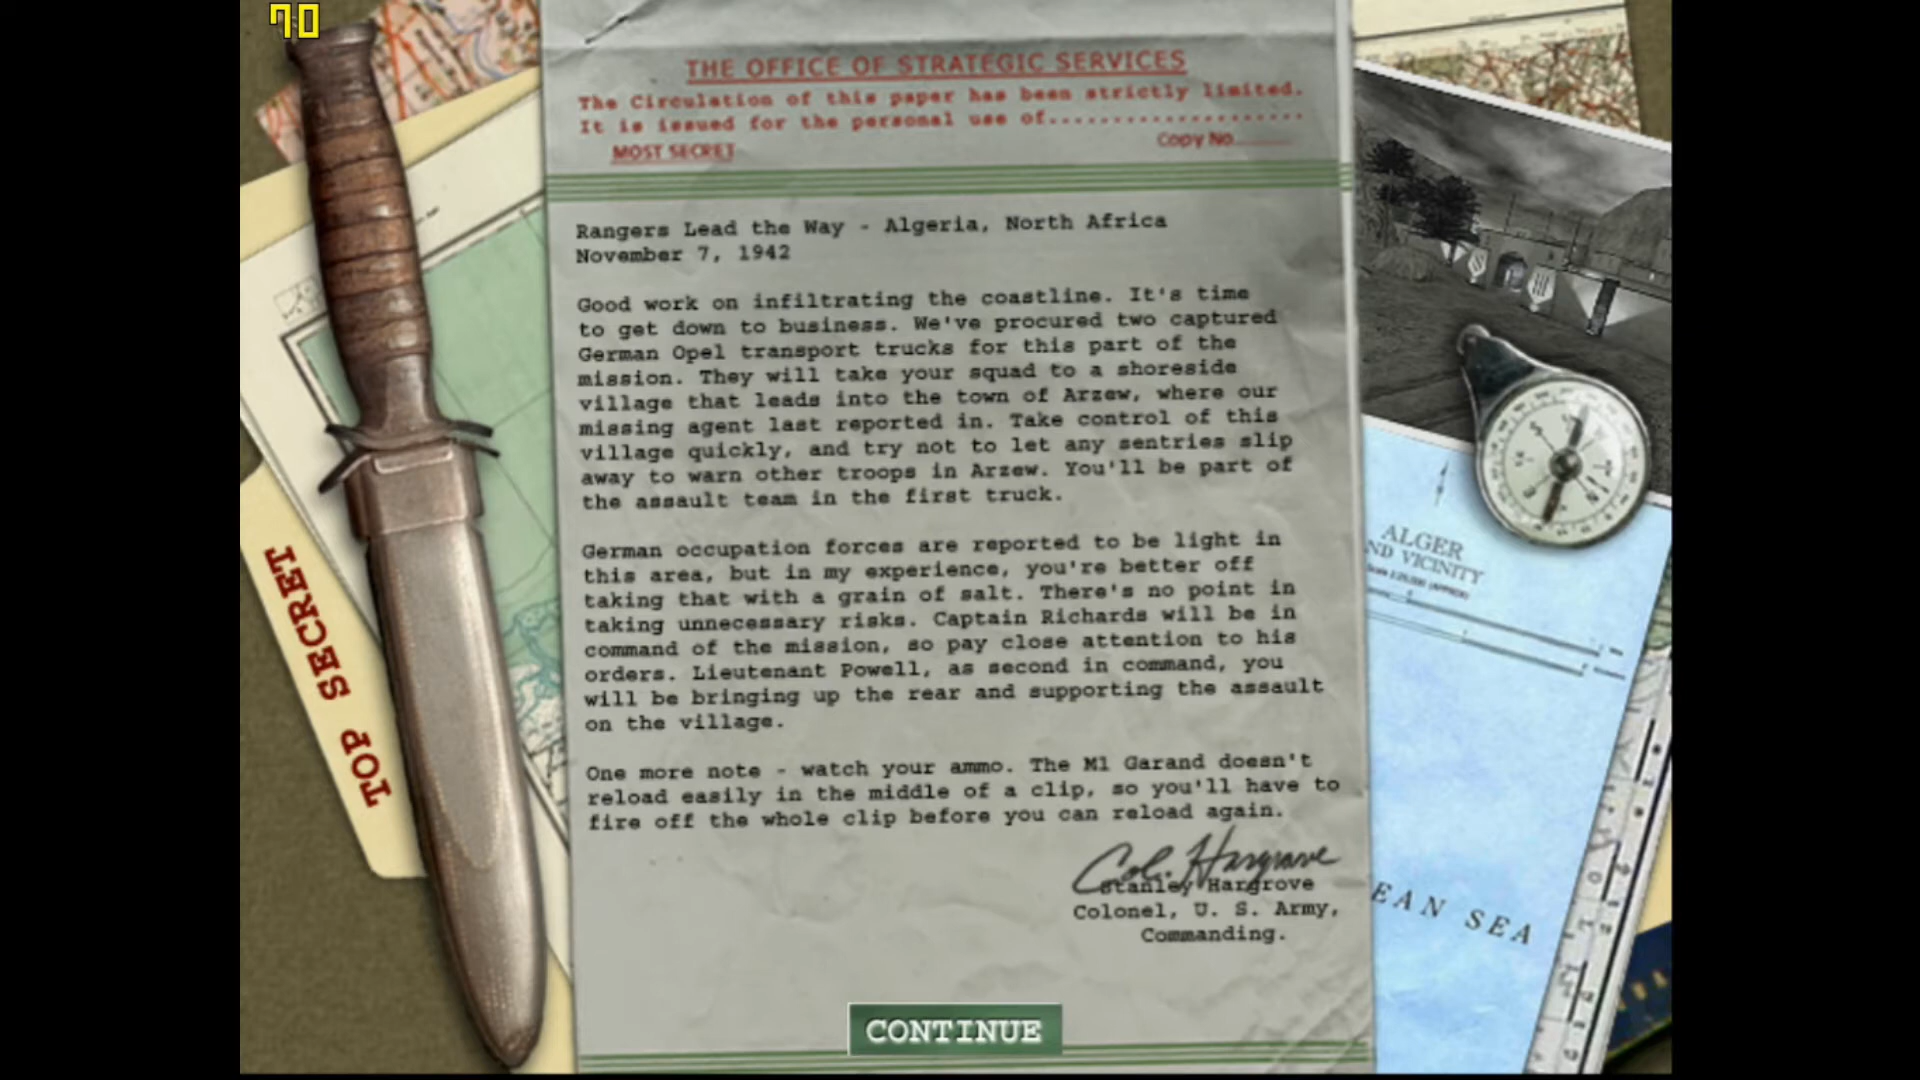 70
THE OFFICE OF STRATEGIC SERVICES
The Circulation of this paper has been strictly limited.
It is issued for the personal use of......................
MOST SECRET
Copy No.........
Rangers Lead the Way - Algeria, North Africa
November 7, 1942
Good work on infiltrating the coastline. It's time
to get down to business. We've procured two captured
German Opel transport trucks for this part of the
mission. They will take your squad to a shoreside
village that leads into the town of Arzew, where our
missing agent last reported in. Take control of this
village quickly, and try not to let any sentries slip
away to warn other troops in Arzew. You'll be part of
the assault team in the first truck.
German occupation forces are reported to be light in
this area, but in my experience, you're better off
taking that with a grain of salt. There's no point in
taking unnecessary risks. Captain Richards will be in
command of the mission, so pay close attention to his
orders. Lieutenant Powell, as second in command, you
will be bringing up the rear and supporting the assault
on the village.
One more note - watch your ammo. The M1 Garand doesn't
reload easily in the middle of a clip, so you'll have to
fire off the whole clip before you can reload again.
Col. Hargrove
Stanley Hargrove
Colonel, U. S. Army,
Commanding.
CONTINUE
TOP SECRET
ALGER
ND VICINITY
EAN SEA